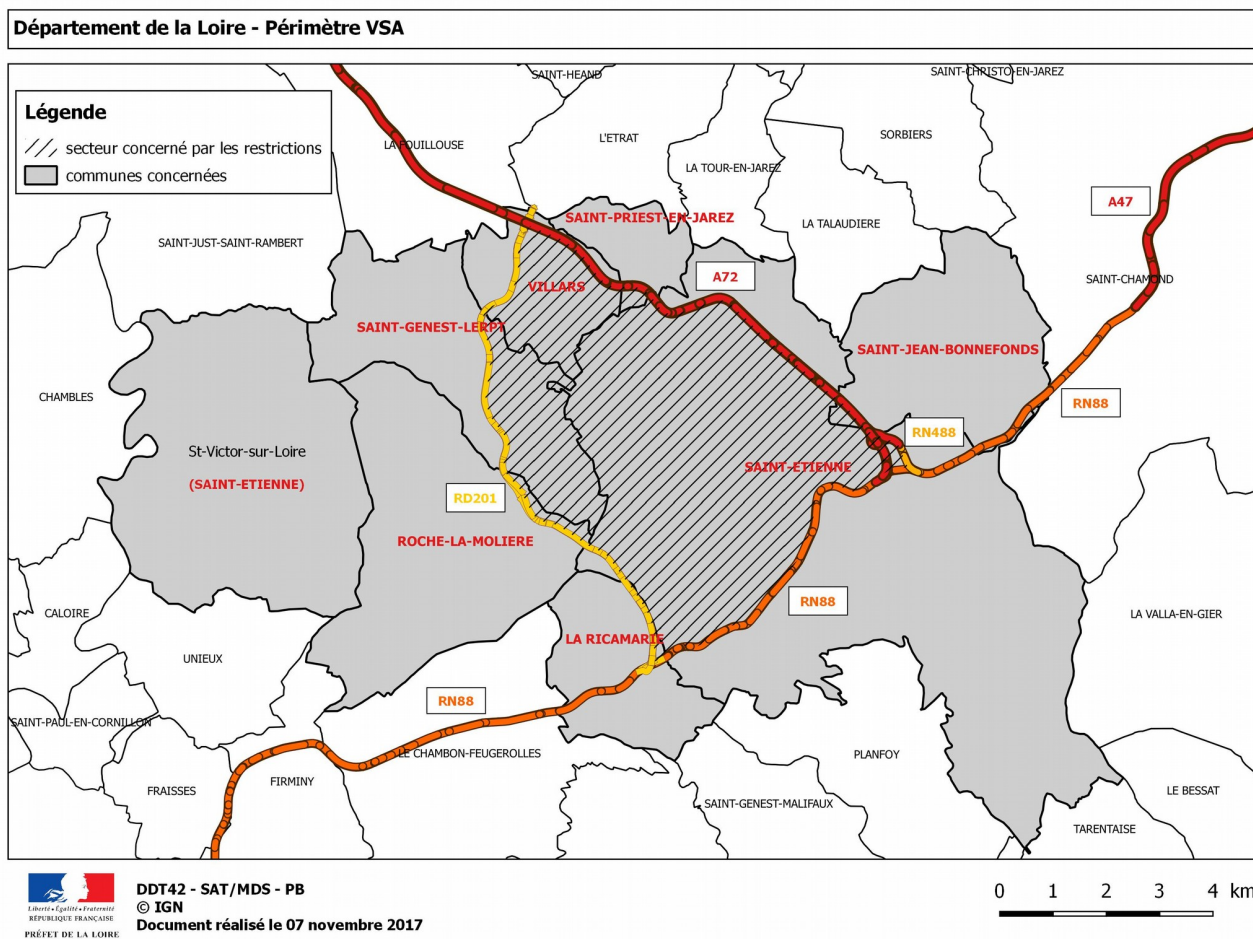 Département de la Loire - Périmètre VSA
SAINT-HEAND
SAINT-CHRISTO-EN-JAREZ
Légende
secteur concerné par les restrictions
communes concernées
LA FOUILLOUSE
L'ETRAT
SORBIERS
LA TOUR-EN-JAREZ
A47
SAINT-PRIEST-EN-JAREZ
LA TALAUDIERE
SAINT-JUST-SAINT-RAMBERT
A72
SAINT-CHAMOND
VILLARS
SAINT-GENEST-LERPT
SAINT-JEAN-BONNEFONDS
CHAMBLES
RN88
RN488
St-Victor-sur-Loire
(SAINT-ETIENNE)
SAINT-ETIENNE
RD201
ROCHE-LA-MOLIERE
RN88
CALOIRE
LA VALLA-EN-GIER
LA RICAMARIE
UNIEUX
RN88
SAINT-PAUL-EN-CORNILLON
LE CHAMBON-FEUGEROLLES
PLANFOY
FIRMINY
FRAISSES
LE BESSAT
SAINT-GENEST-MALIFAUX
TARENTAISE
Liberté • Égalité • Fraternité
RÉPUBLIQUE FRANÇAISE
PRÉFET DE LA LOIRE
DDT42 - SAT/MDS - PB
© IGN
Document réalisé le 07 novembre 2017
0 1 2 3 4 km